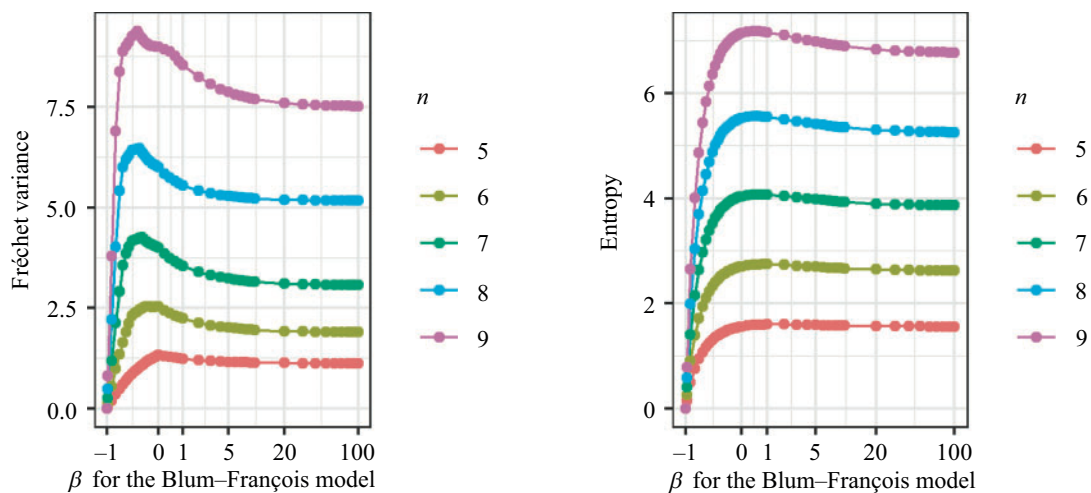 Fréchet variance
7.5
5.0
2.5
0.0
–1 0 1 5 20 100
β for the Blum–François model
n
5
6
7
8
9
Entropy
6
4
2
0
–1 0 1 5 20 100
β for the Blum–François model
n
5
6
7
8
9